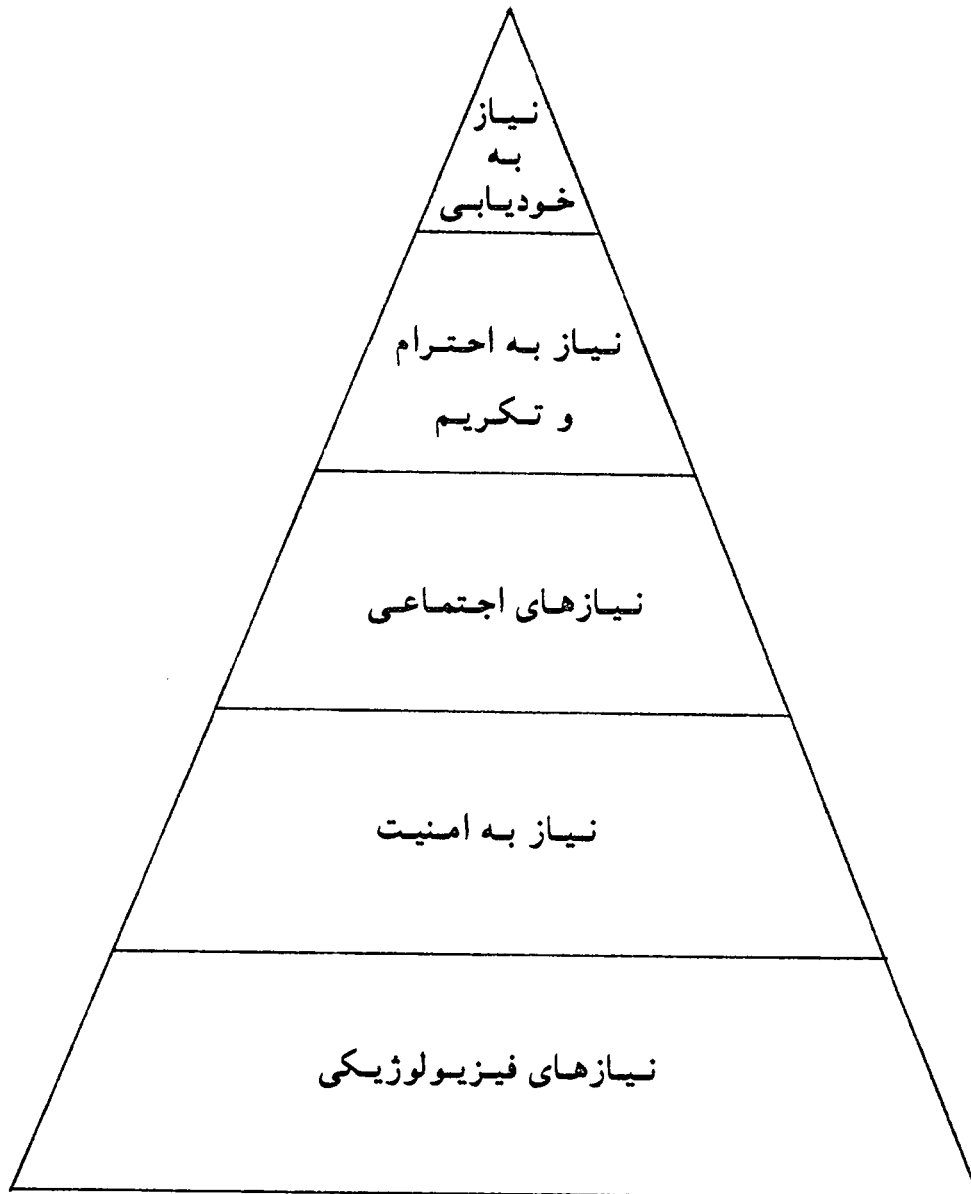 نیاز
به
خودیابی
نیاز به احترام
و تکریم
نیازهای اجتماعی
نیاز به امنیت
نیازهای فیزیولوژیکی